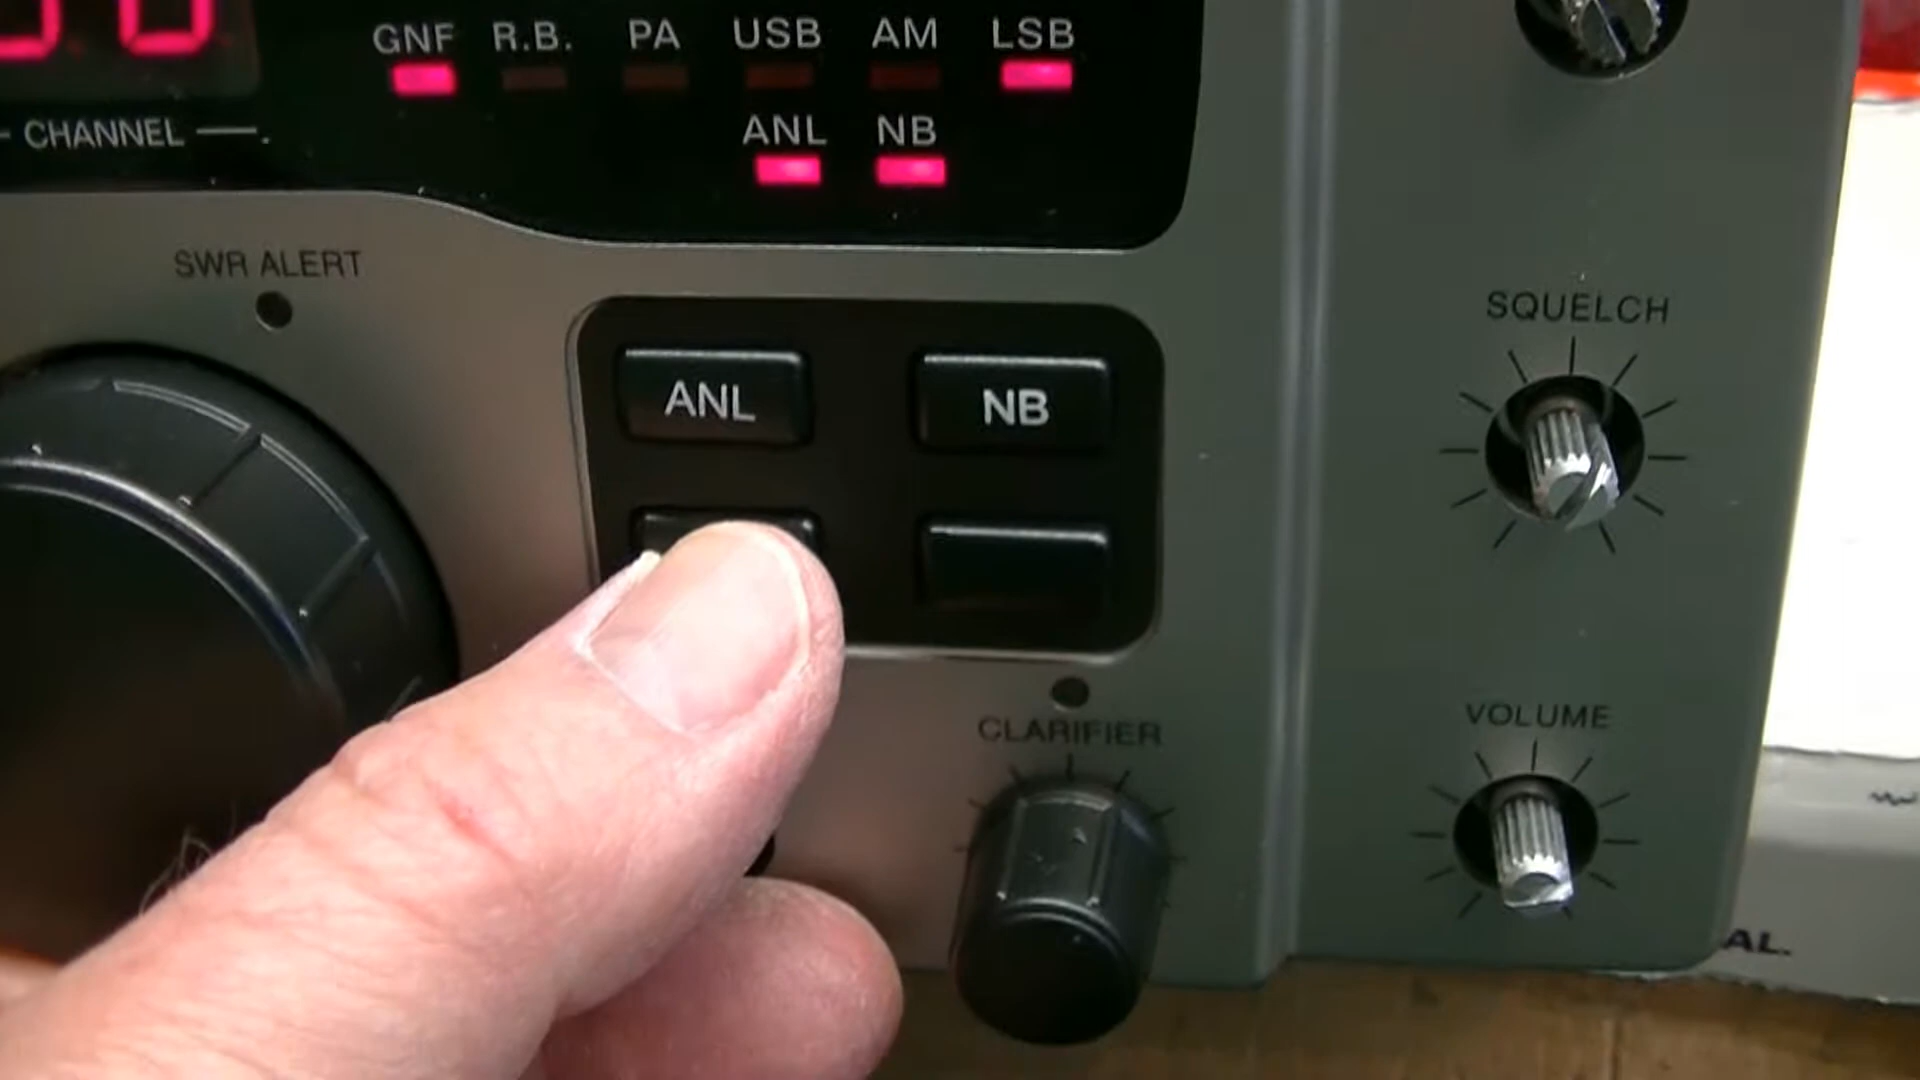 GNF R.B. PA USB AM LSB
ANL NB
CHANNEL
SWR ALERT
ANL NB
SQUELCH
CLARIFIER
VOLUME
AL.